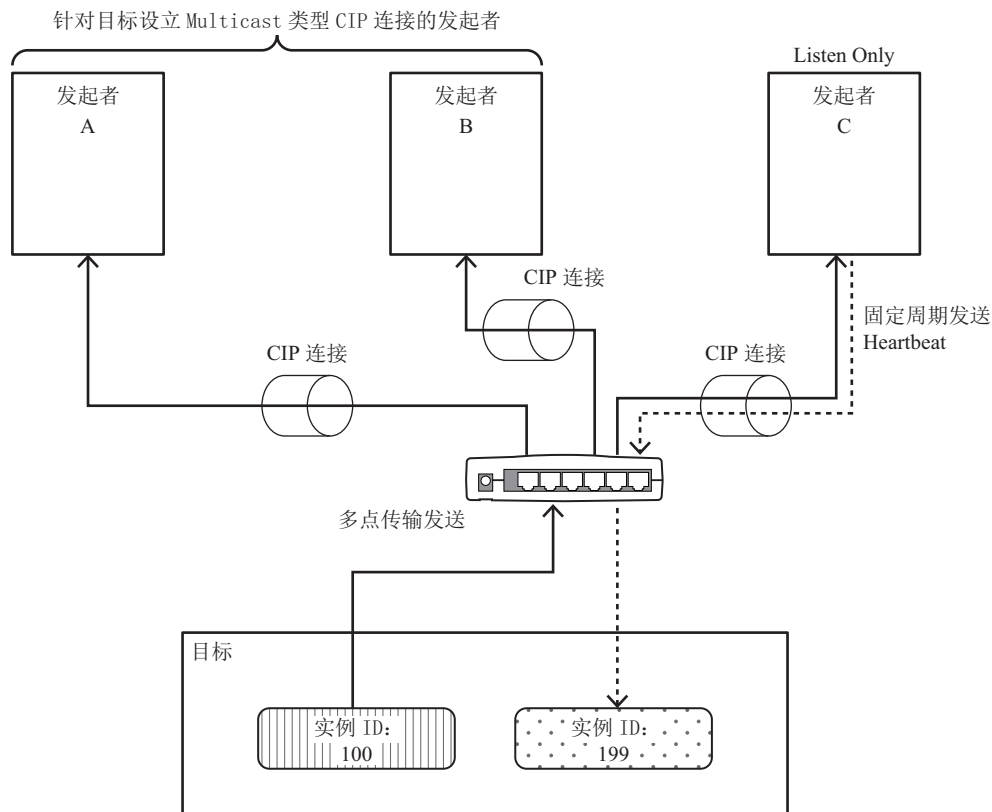 针对目标设立 Multicast 类型 CIP 连接的发起者
Listen Only
发起者
A
发起者
B
发起者
C
CIP 连接
固定周期发送
Heartbeat
CIP 连接
CIP 连接
多点传输发送
目标
实例 ID：
100
实例 ID：
199